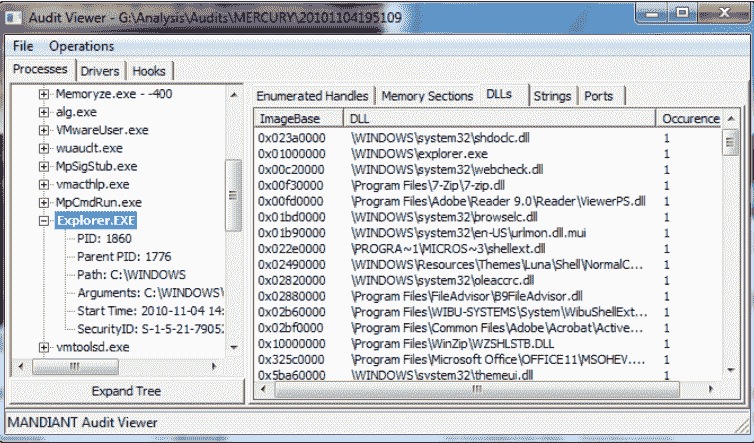 Audit Viewer - G:\Analysis\Audits\MERCURY\20101104195109
File Operations
Processes Drivers Hooks
Memoryze.exe - -400
alg.exe
VMwareUser.exe
wuauclt.exe
MpSigStub.exe
vmacthlp.exe
MpCmdRun.exe
Explorer.EXE
PID: 1860
Parent PID: 1776
Path: C:\WINDOWS
Arguments: C:\WINDOWS\
Start Time: 2010-11-04 14:
SecurityID: S-1-5-21-7905
vmtoolsd.exe
Expand Tree
Enumerated Handles Memory Sections DLLs Strings Ports
ImageBase DLL Occurence
0x023a0000 \WINDOWS\system32\shdoclc.dll 1
0x01000000 \WINDOWS\explorer.exe 1
0x00c20000 \WINDOWS\system32\webcheck.dll 1
0x00f30000 \Program Files\7-Zip\7-zip.dll 1
0x00fd0000 \Program Files\Adobe\Reader 9.0\Reader\ViewerPS.dll 1
0x01bd0000 \WINDOWS\system32\browselc.dll 1
0x01b90000 \WINDOWS\system32\en-US\urlmon.dll.mui 1
0x022e0000 \PROGRA~1\MICROS~3\shellext.dll 1
0x02490000 \WINDOWS\Resources\Themes\Luna\Shell\NormalC... 1
0x02820000 \WINDOWS\system32\oleaccrc.dll 1
0x02880000 \Program Files\FileAdvisor\B9FileAdvisor.dll 1
0x02b60000 \Program Files\WIBU-SYSTEMS\System\WibuShellExt... 1
0x02bf0000 \Program Files\Common Files\Adobe\Acrobat\Active... 1
0x10000000 \Program Files\WinZip\WZSHLSTB.DLL 1
0x325c0000 \Program Files\Microsoft Office\OFFICE11\MSOHEV.... 1
0x5ba60000 \WINDOWS\system32\themeui.dll 1
MANDIANT Audit Viewer